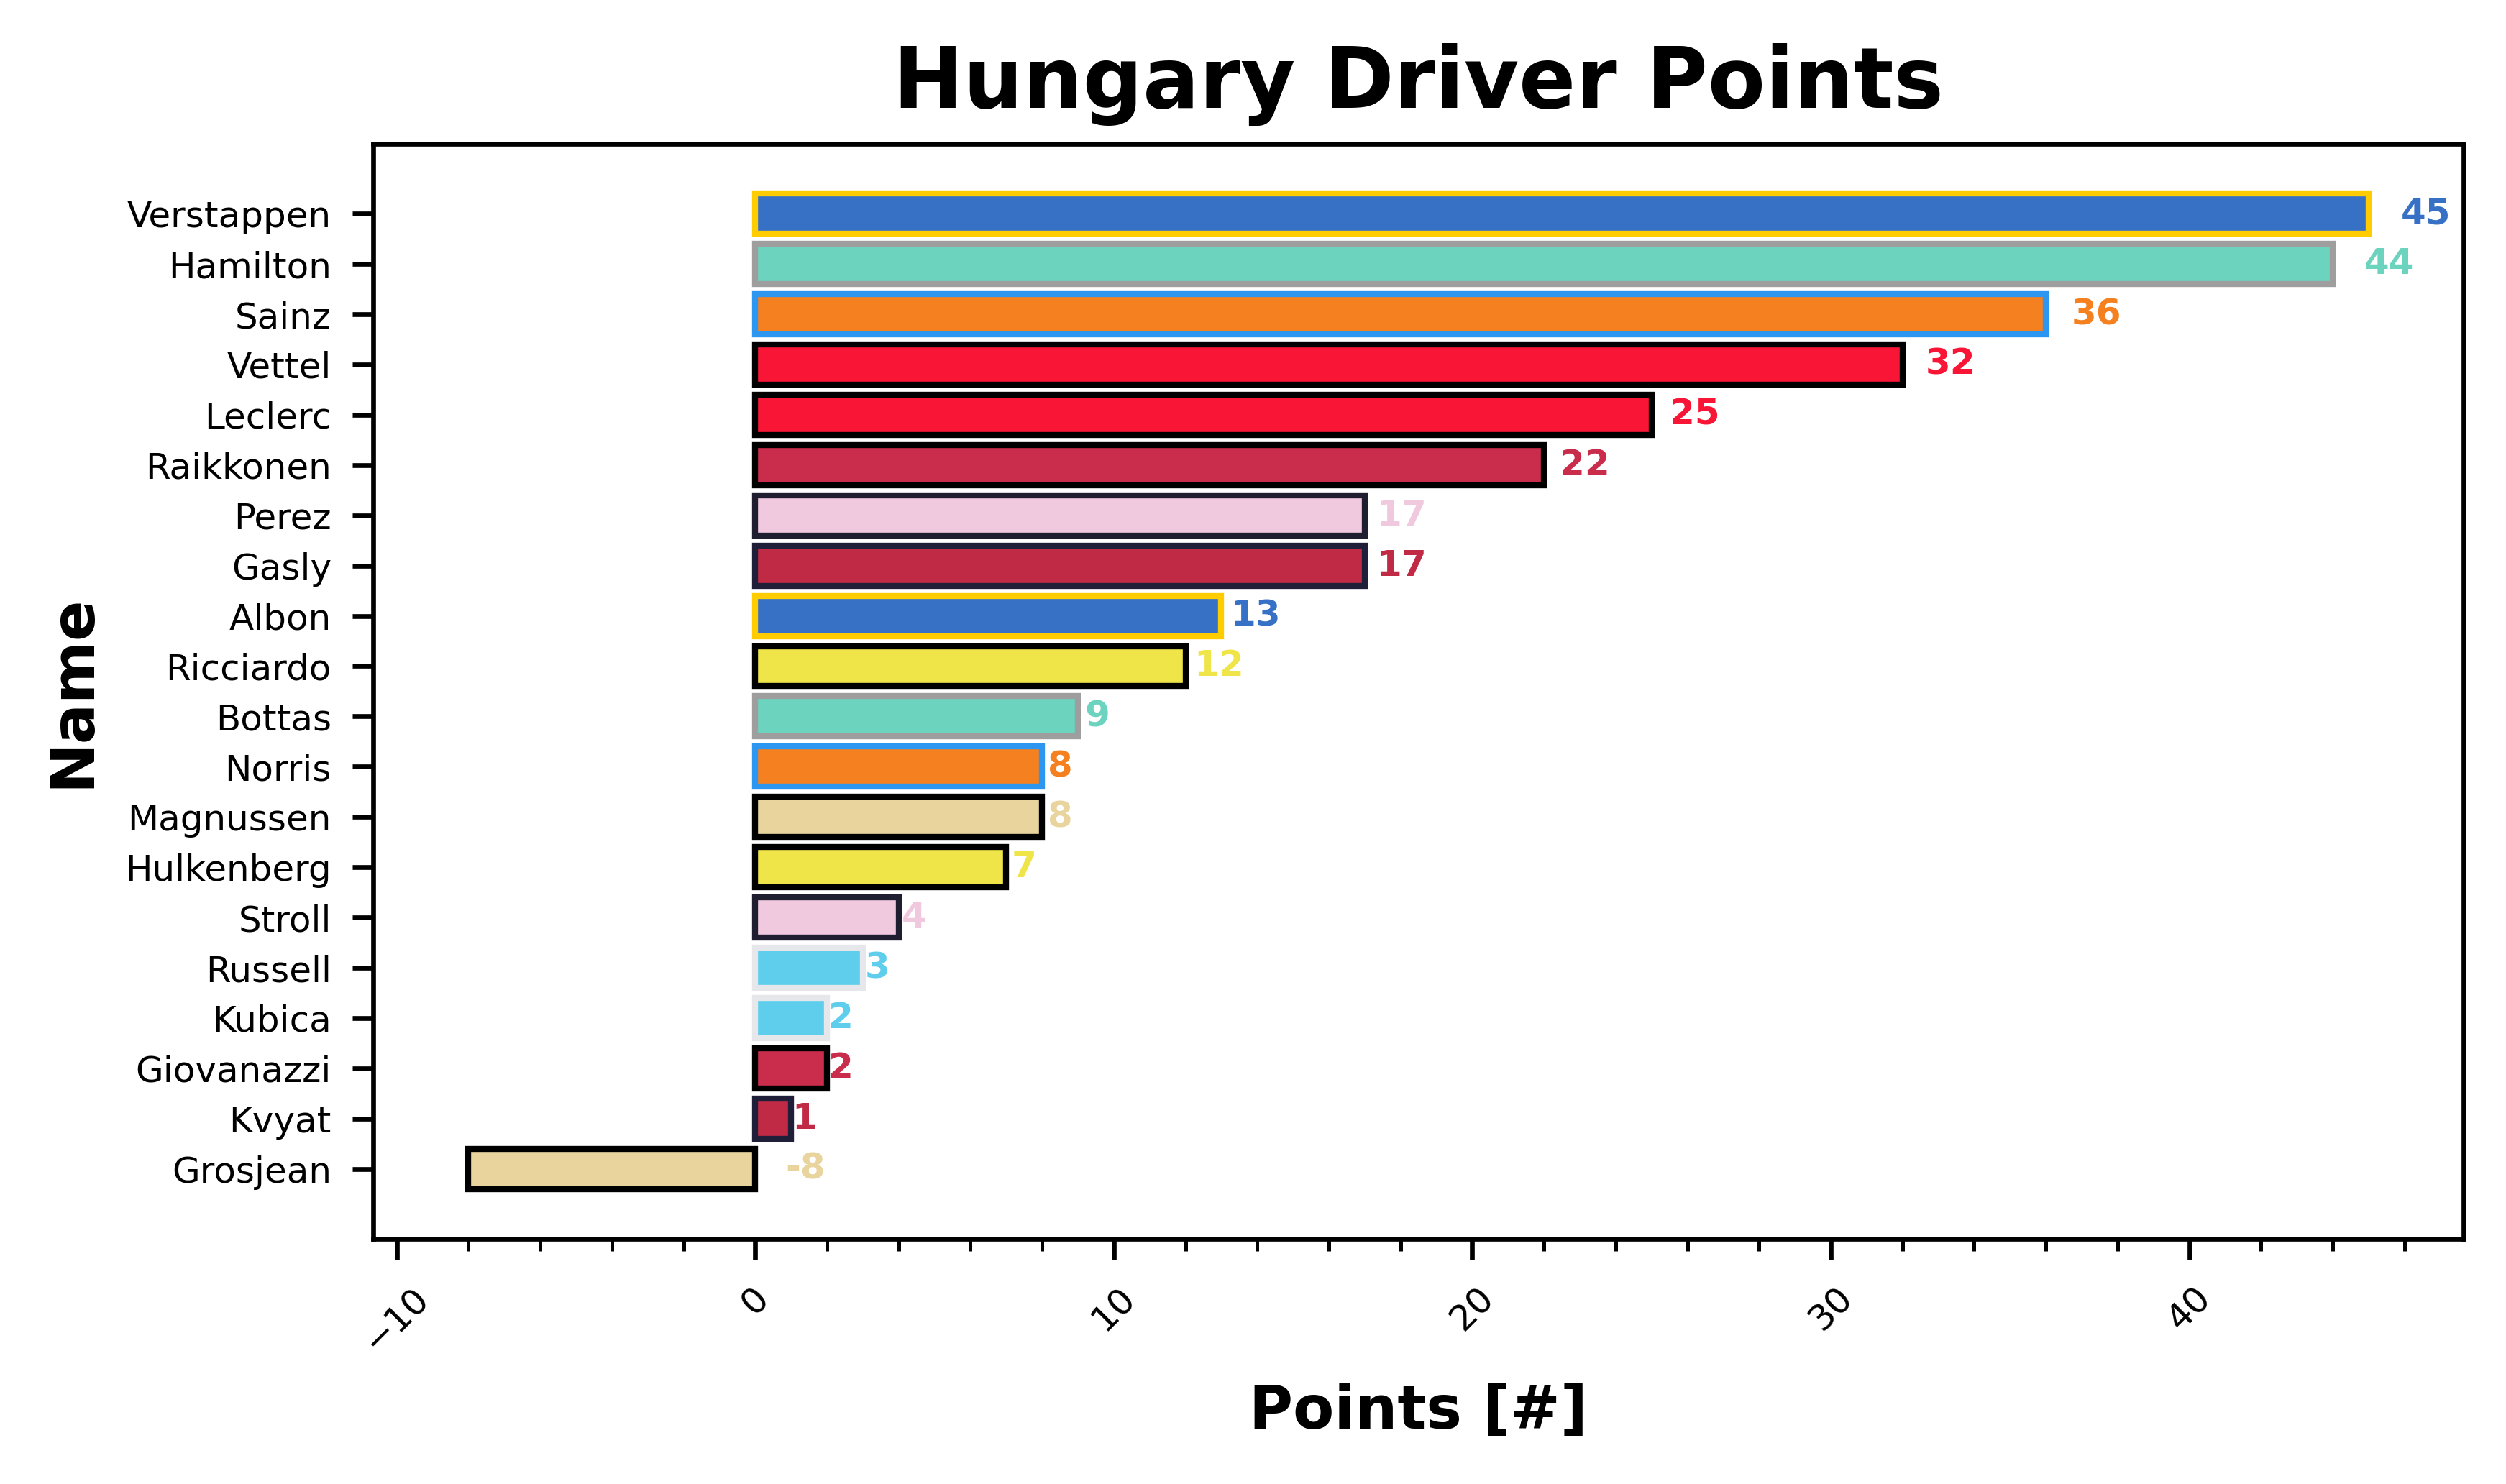 Hungary Driver Points
Name
Verstappen 45
Hamilton 44
Sainz 36
Vettel 32
Leclerc 25
Raikkonen 22
Perez 17
Gasly 17
Albon 13
Ricciardo 12
Bottas 9
Norris 8
Magnussen 8
Hulkenberg 7
Stroll 4
Russell 3
Kubica 2
Giovanazzi 2
Kvyat 1
Grosjean -8
−10 0 10 20 30 40
Points [#]